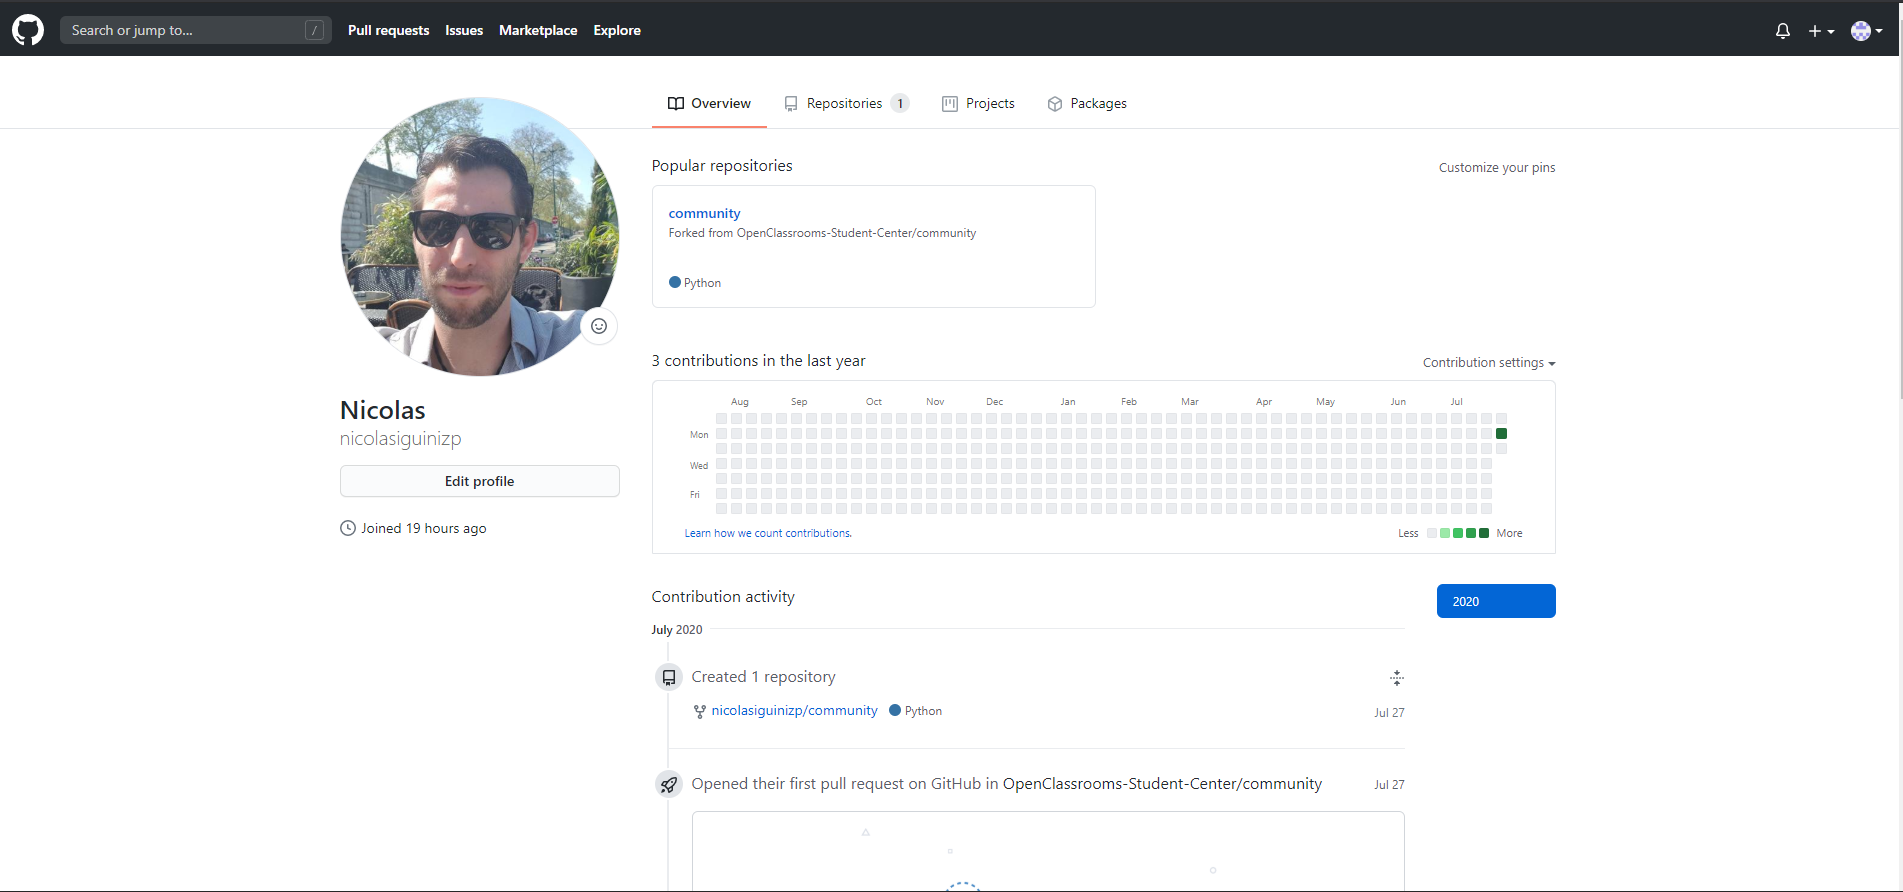 Search or jump to...
/
Pull requests
Issues
Marketplace
Explore
Overview
Repositories 1
Projects
Packages
Nicolas
nicolasiguinizp
Edit profile
Joined 19 hours ago
Popular repositories
Customize your pins
community
Forked from OpenClassrooms-Student-Center/community
Python
3 contributions in the last year
Contribution settings
Aug Sep Oct Nov Dec Jan Feb Mar Apr May Jun Jul
Mon
Wed
Fri
Learn how we count contributions.
Less More
Contribution activity
2020
July 2020
Created 1 repository
nicolasiguinizp/community Python Jul 27
Opened their first pull request on GitHub in OpenClassrooms-Student-Center/community Jul 27